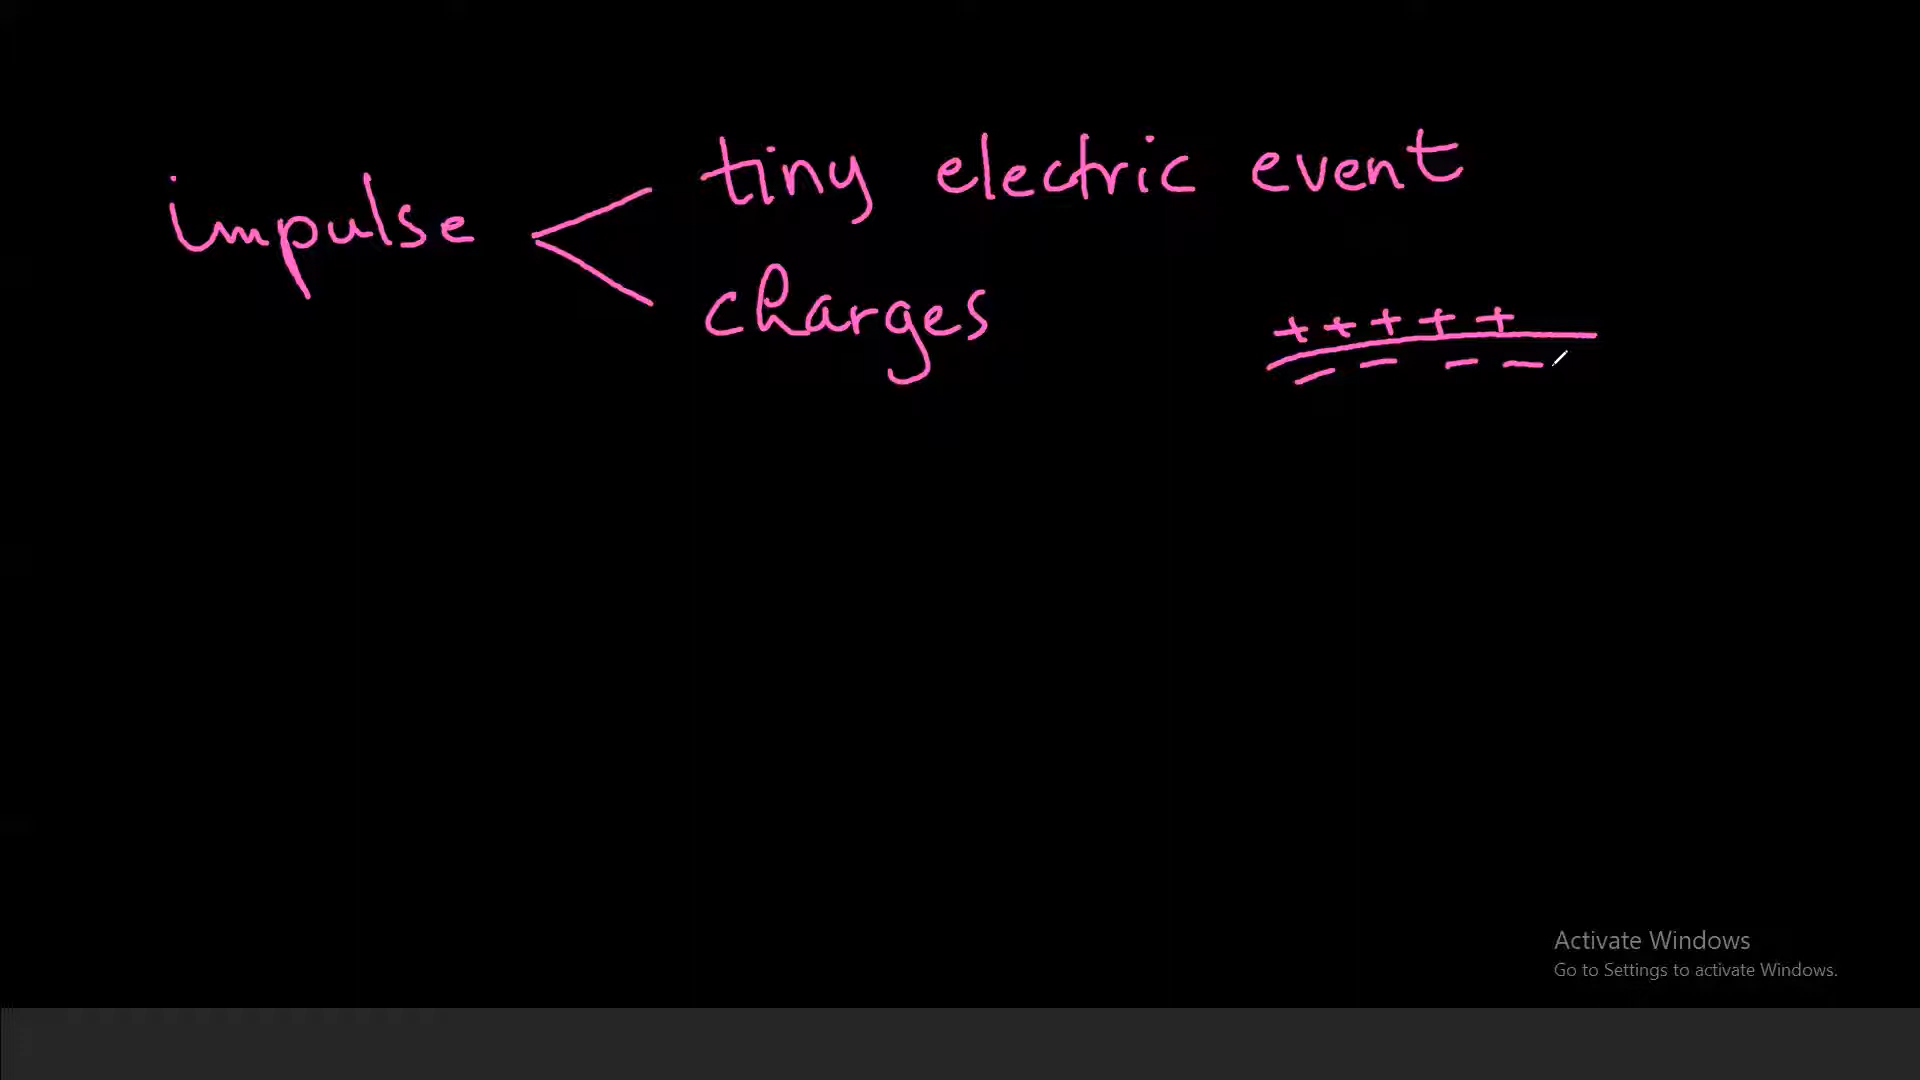 impulse
tiny electric event
charges
+ + + + +
– – – –
Activate Windows
Go to Settings to activate Windows.